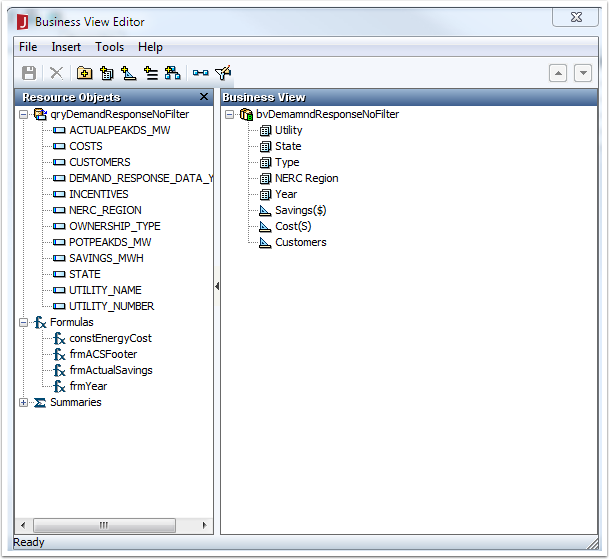 Business View Editor
File Insert Tools Help
Resource Objects
qryDemandResponseNoFilter
ACTUALPEAKDS_MW
COSTS
CUSTOMERS
DEMAND_RESPONSE_DATA_Y
INCENTIVES
NERC_REGION
OWNERSHIP_TYPE
POTPEAKDS_MW
SAVINGS_MWH
STATE
UTILITY_NAME
UTILITY_NUMBER
Formulas
constEnergyCost
frmACSFooter
frmActualSavings
frmYear
Summaries
Business View
bvDemamndResponseNoFilter
Utility
State
Type
NERC Region
Year
Savings($)
Cost(S)
Customers
Ready